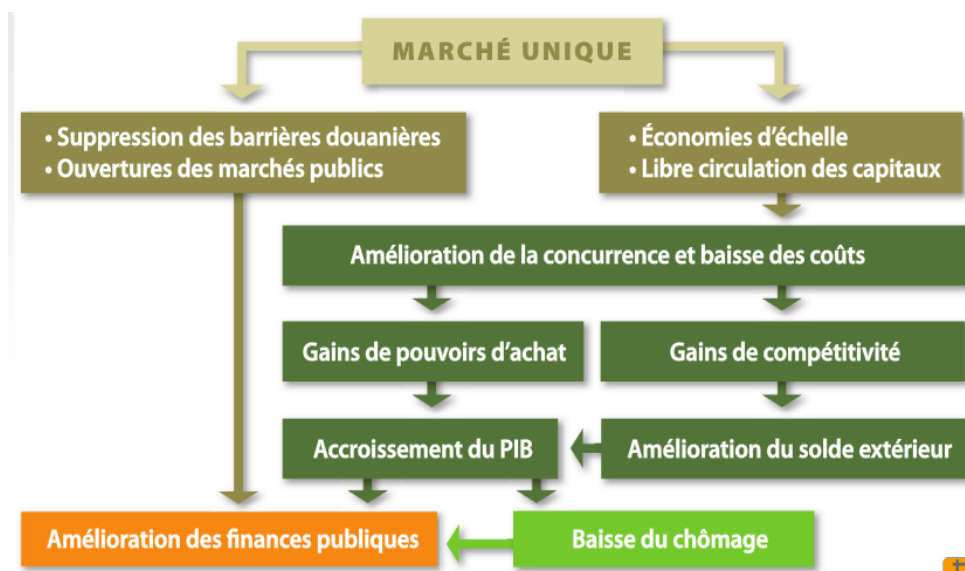 MARCHÉ UNIQUE
• Suppression des barrières douanières
• Ouvertures des marchés publics
• Économies d'échelle
• Libre circulation des capitaux
Amélioration de la concurrence et baisse des coûts
Gains de pouvoirs d'achat
Gains de compétitivité
Accroissement du PIB
Amélioration du solde extérieur
Amélioration des finances publiques
Baisse du chômage